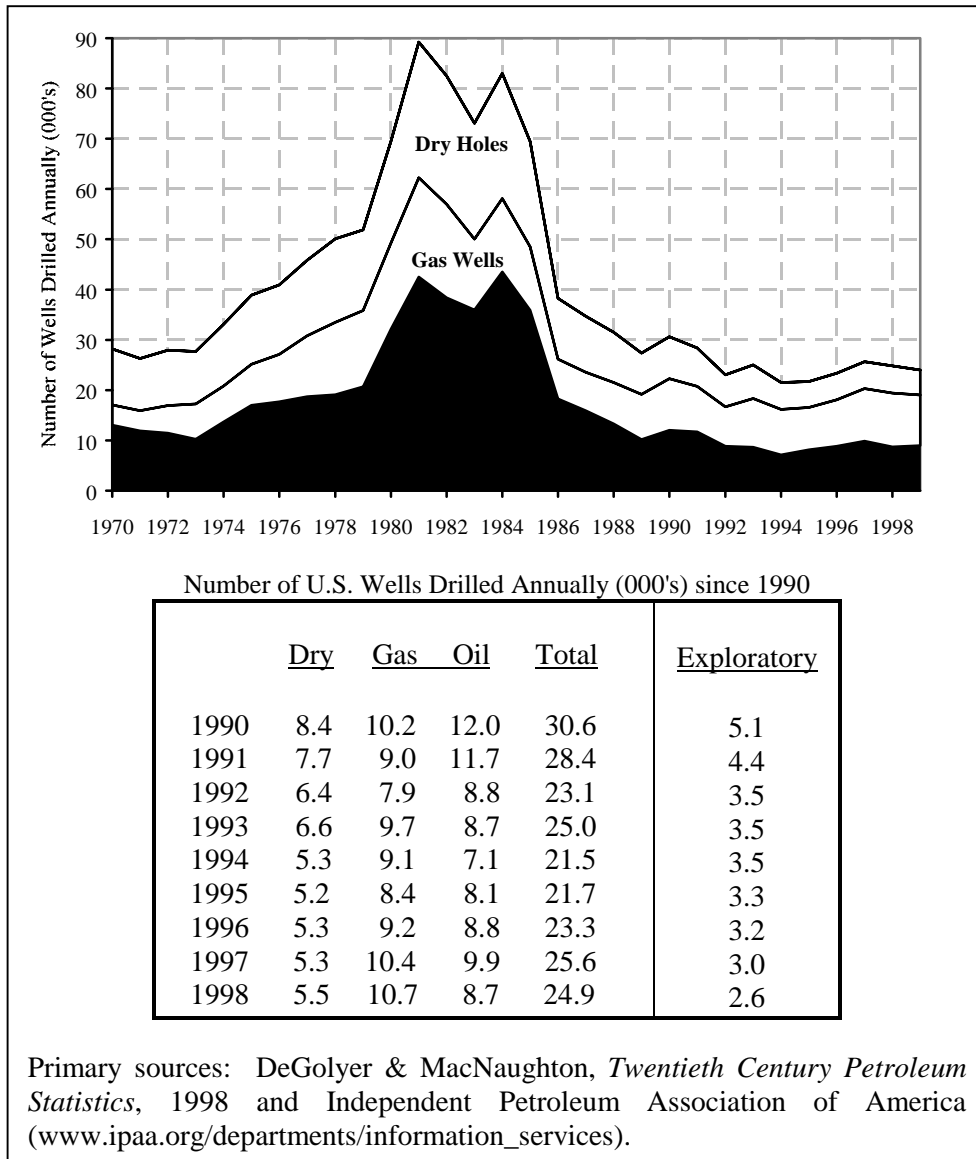 Number of Wells Drilled Annually (000's)
90
80
70
60
50
40
30
20
10
0
Dry Holes
Gas Wells
1970 1972 1974 1976 1978 1980 1982 1984 1986 1988 1990 1992 1994 1996 1998
Number of U.S. Wells Drilled Annually (000's) since 1990
Dry Gas Oil Total Exploratory
1990 8.4 10.2 12.0 30.6 5.1
1991 7.7 9.0 11.7 28.4 4.4
1992 6.4 7.9 8.8 23.1 3.5
1993 6.6 9.7 8.7 25.0 3.5
1994 5.3 9.1 7.1 21.5 3.5
1995 5.2 8.4 8.1 21.7 3.3
1996 5.3 9.2 8.8 23.3 3.2
1997 5.3 10.4 9.9 25.6 3.0
1998 5.5 10.7 8.7 24.9 2.6
Primary sources: DeGolyer & MacNaughton, Twentieth Century Petroleum
Statistics, 1998 and Independent Petroleum Association of America
(www.ipaa.org/departments/information_services).